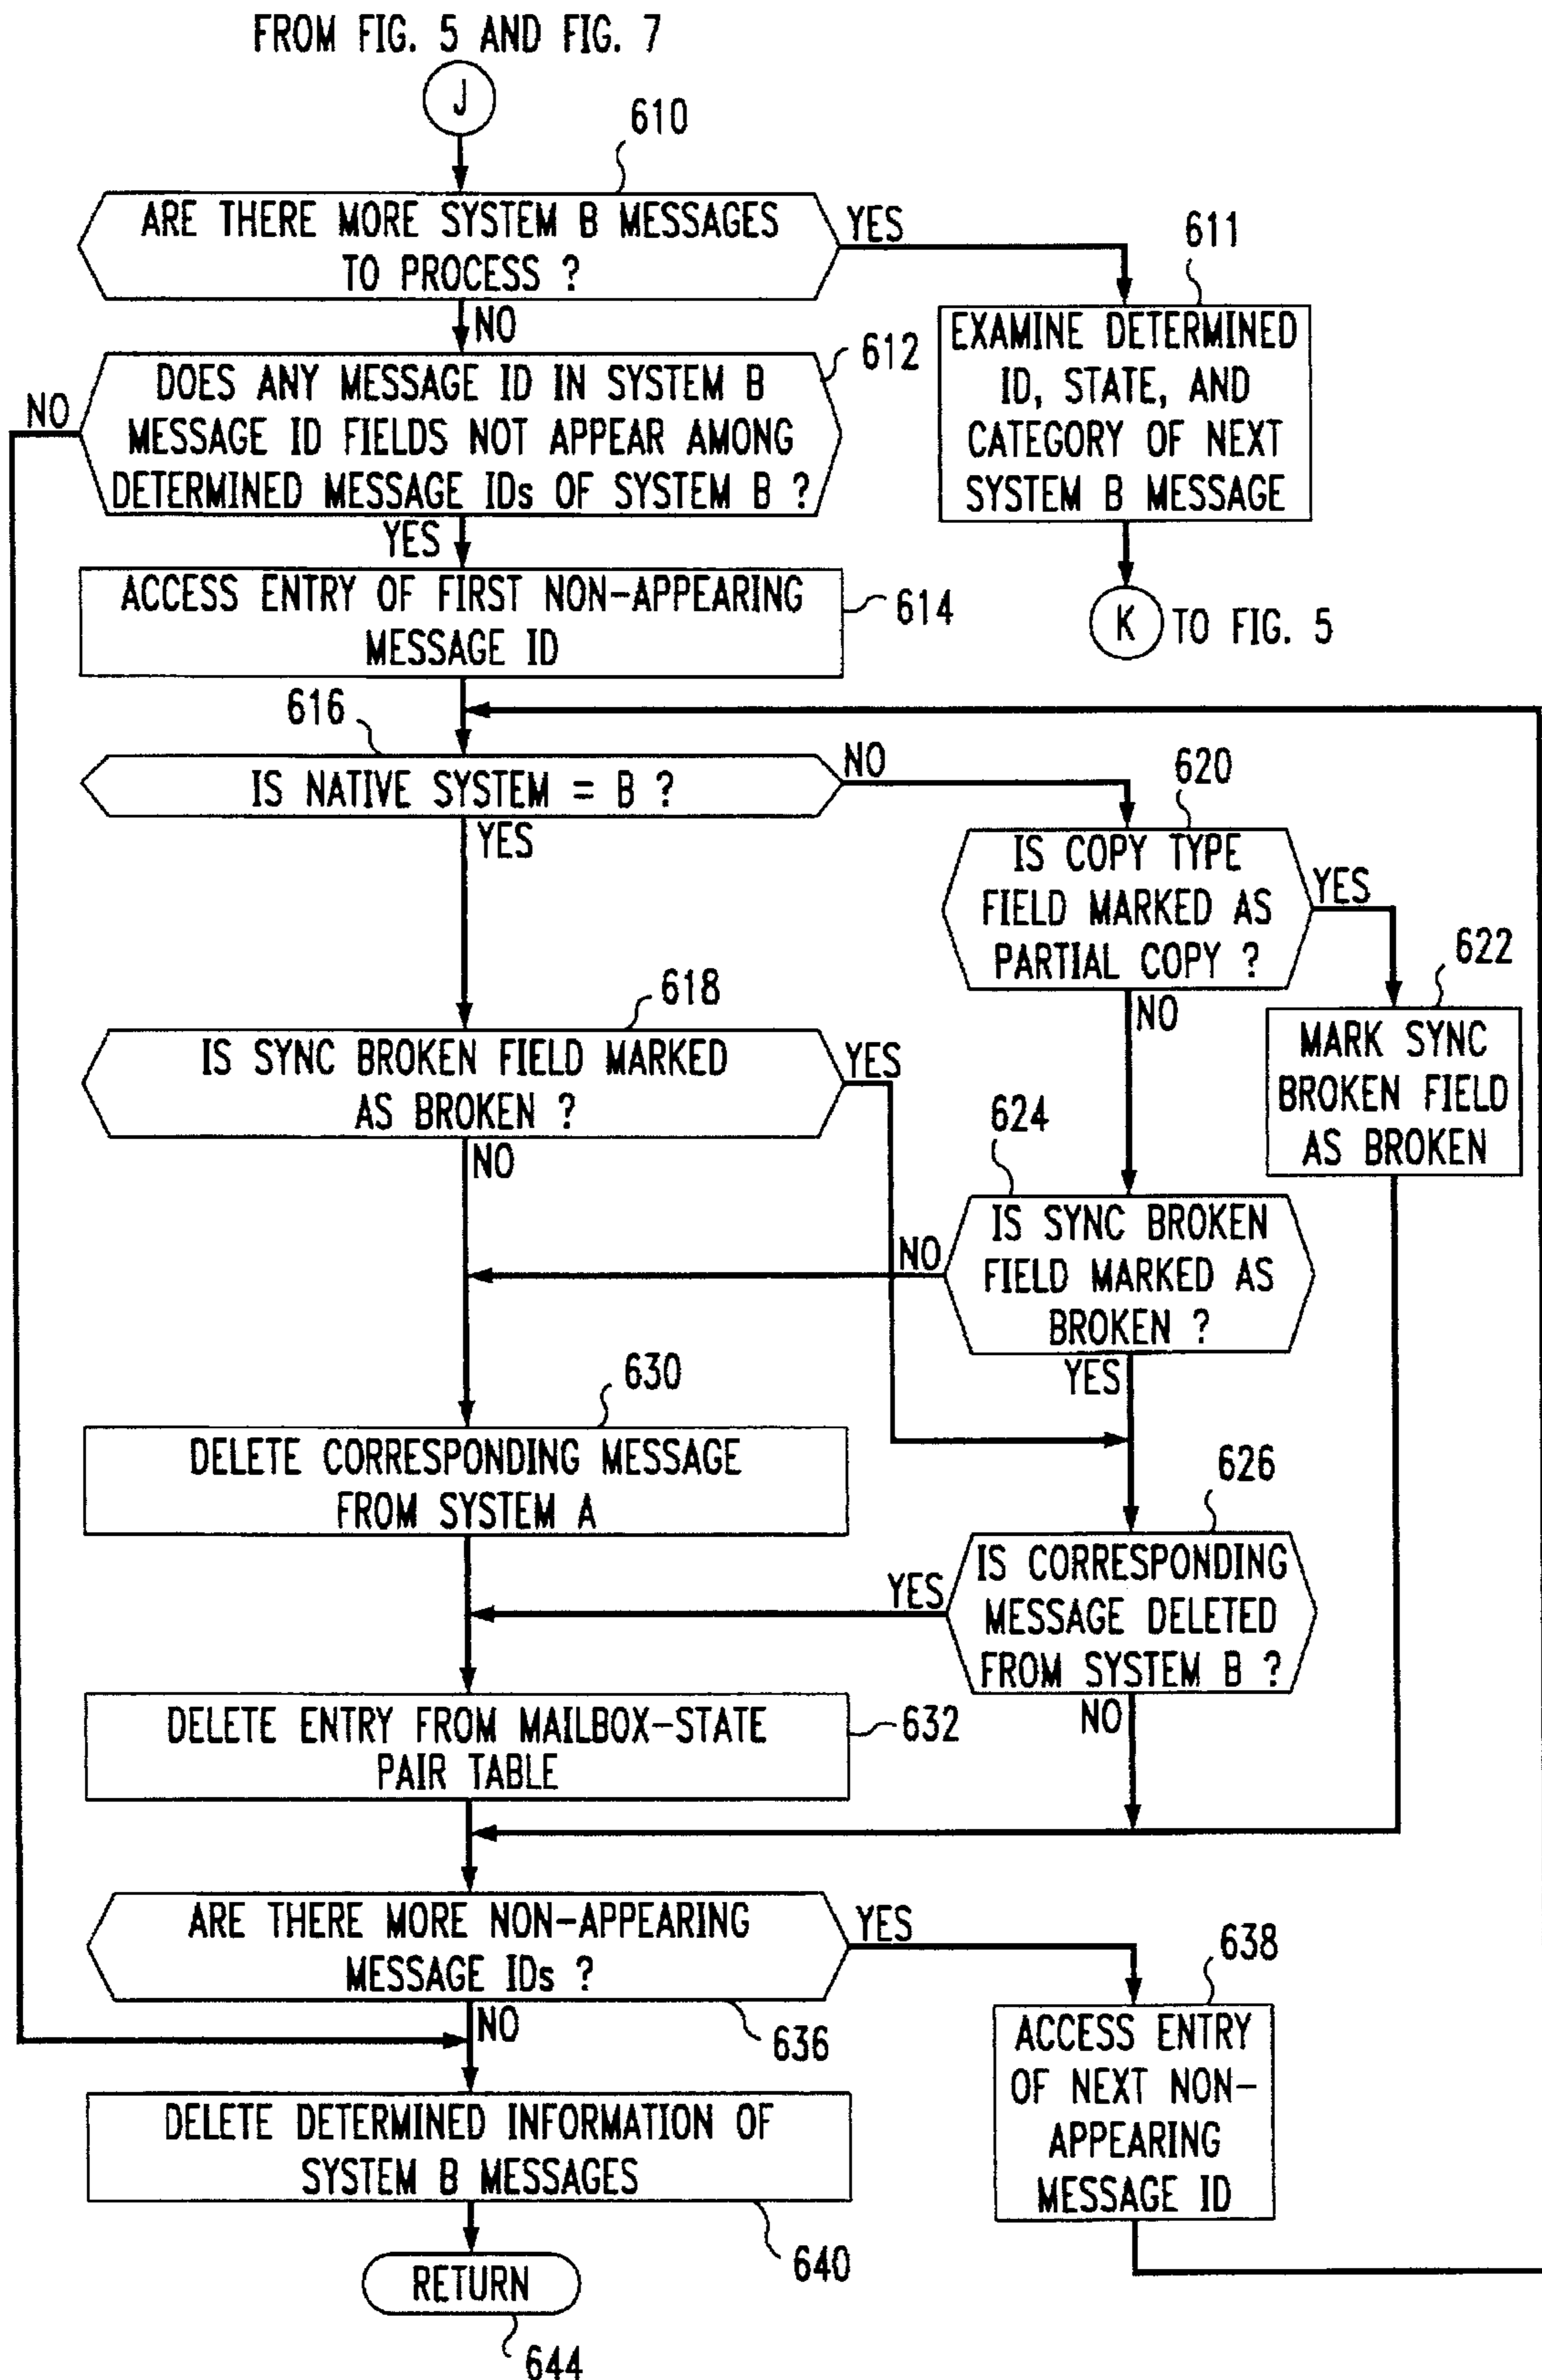 FROM FIG. 5 AND FIG. 7
J
610
ARE THERE MORE SYSTEM B MESSAGES
TO PROCESS ?
YES
NO
611
EXAMINE DETERMINED
ID, STATE, AND
CATEGORY OF NEXT
SYSTEM B MESSAGE
K
TO FIG. 5
612
DOES ANY MESSAGE ID IN SYSTEM B
MESSAGE ID FIELDS NOT APPEAR AMONG
DETERMINED MESSAGE IDs OF SYSTEM B ?
NO
YES
ACCESS ENTRY OF FIRST NON-APPEARING
MESSAGE ID
614
616
IS NATIVE SYSTEM = B ?
NO
YES
620
IS COPY TYPE
FIELD MARKED AS
PARTIAL COPY ?
YES
NO
622
MARK SYNC
BROKEN FIELD
AS BROKEN
618
IS SYNC BROKEN FIELD MARKED
AS BROKEN ?
YES
NO
624
IS SYNC BROKEN
FIELD MARKED AS
BROKEN ?
NO
YES
630
DELETE CORRESPONDING MESSAGE
FROM SYSTEM A
626
IS CORRESPONDING
MESSAGE DELETED
FROM SYSTEM B ?
YES
NO
DELETE ENTRY FROM MAILBOX-STATE
PAIR TABLE
632
ARE THERE MORE NON-APPEARING
MESSAGE IDs ?
YES
NO
636
638
ACCESS ENTRY
OF NEXT NON-
APPEARING
MESSAGE ID
DELETE DETERMINED INFORMATION OF
SYSTEM B MESSAGES
640
RETURN
644